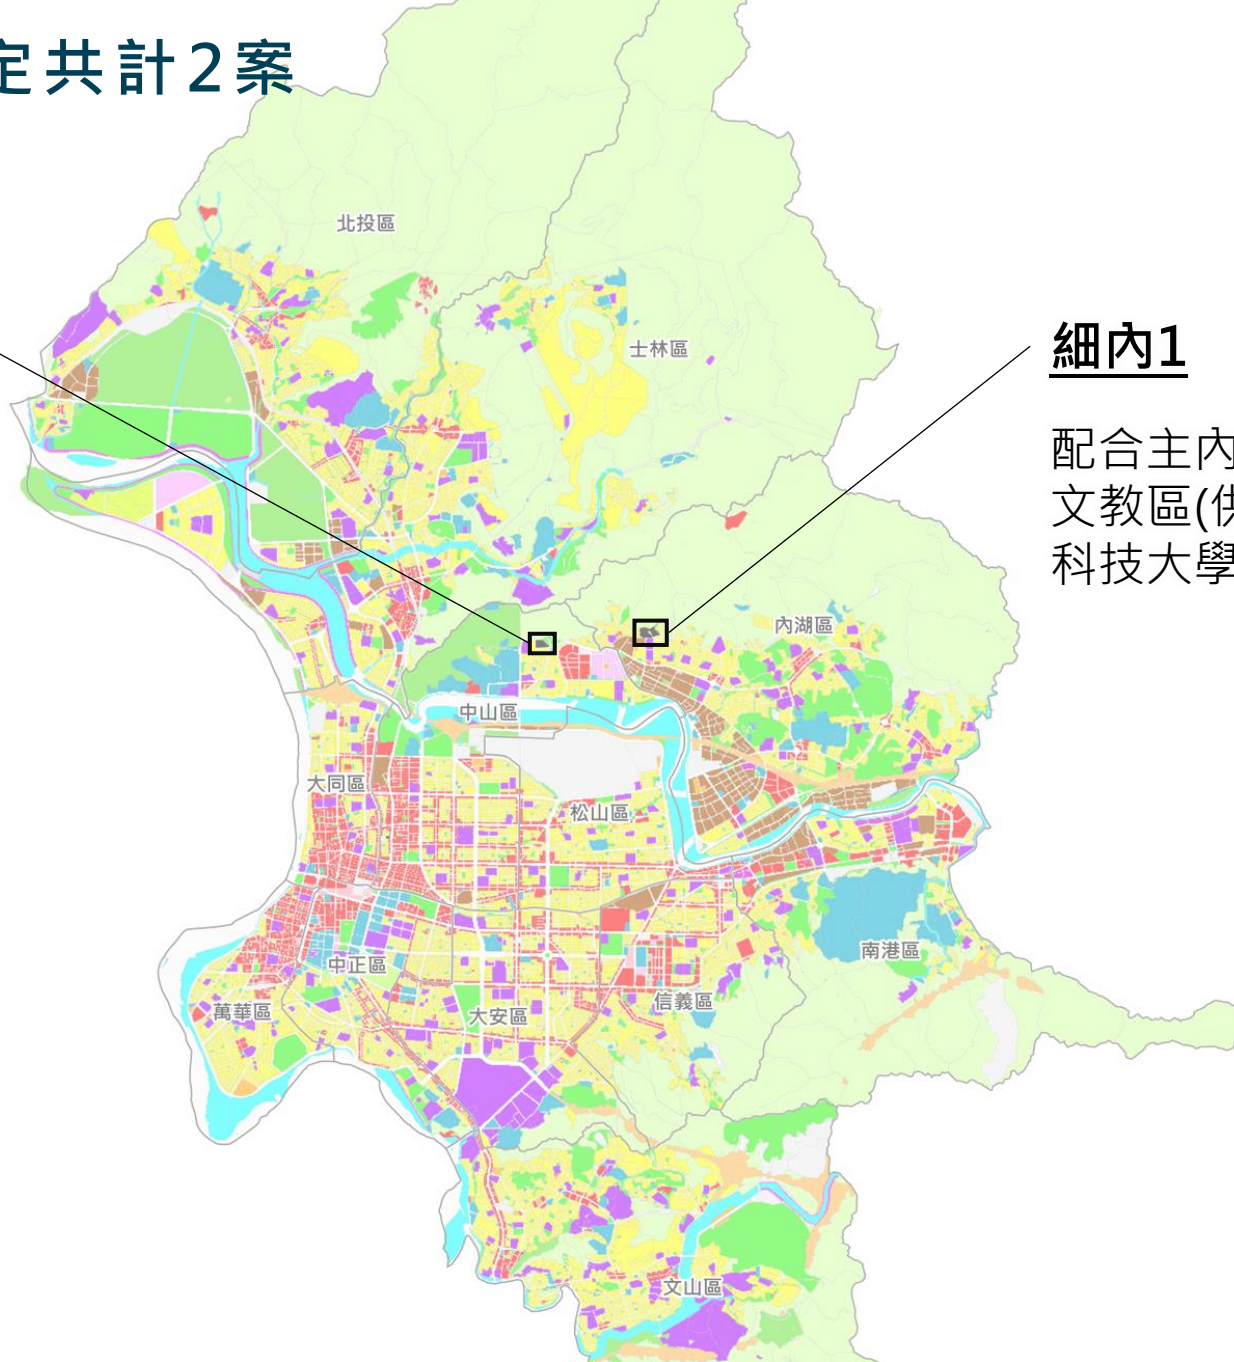 定共計2案
北投區
士林區
細內1
配合主內
文教區(供
科技大學
內湖區
中山區
大同區
松山區
南港區
中正區
萬華區
大安區
信義區
文山區